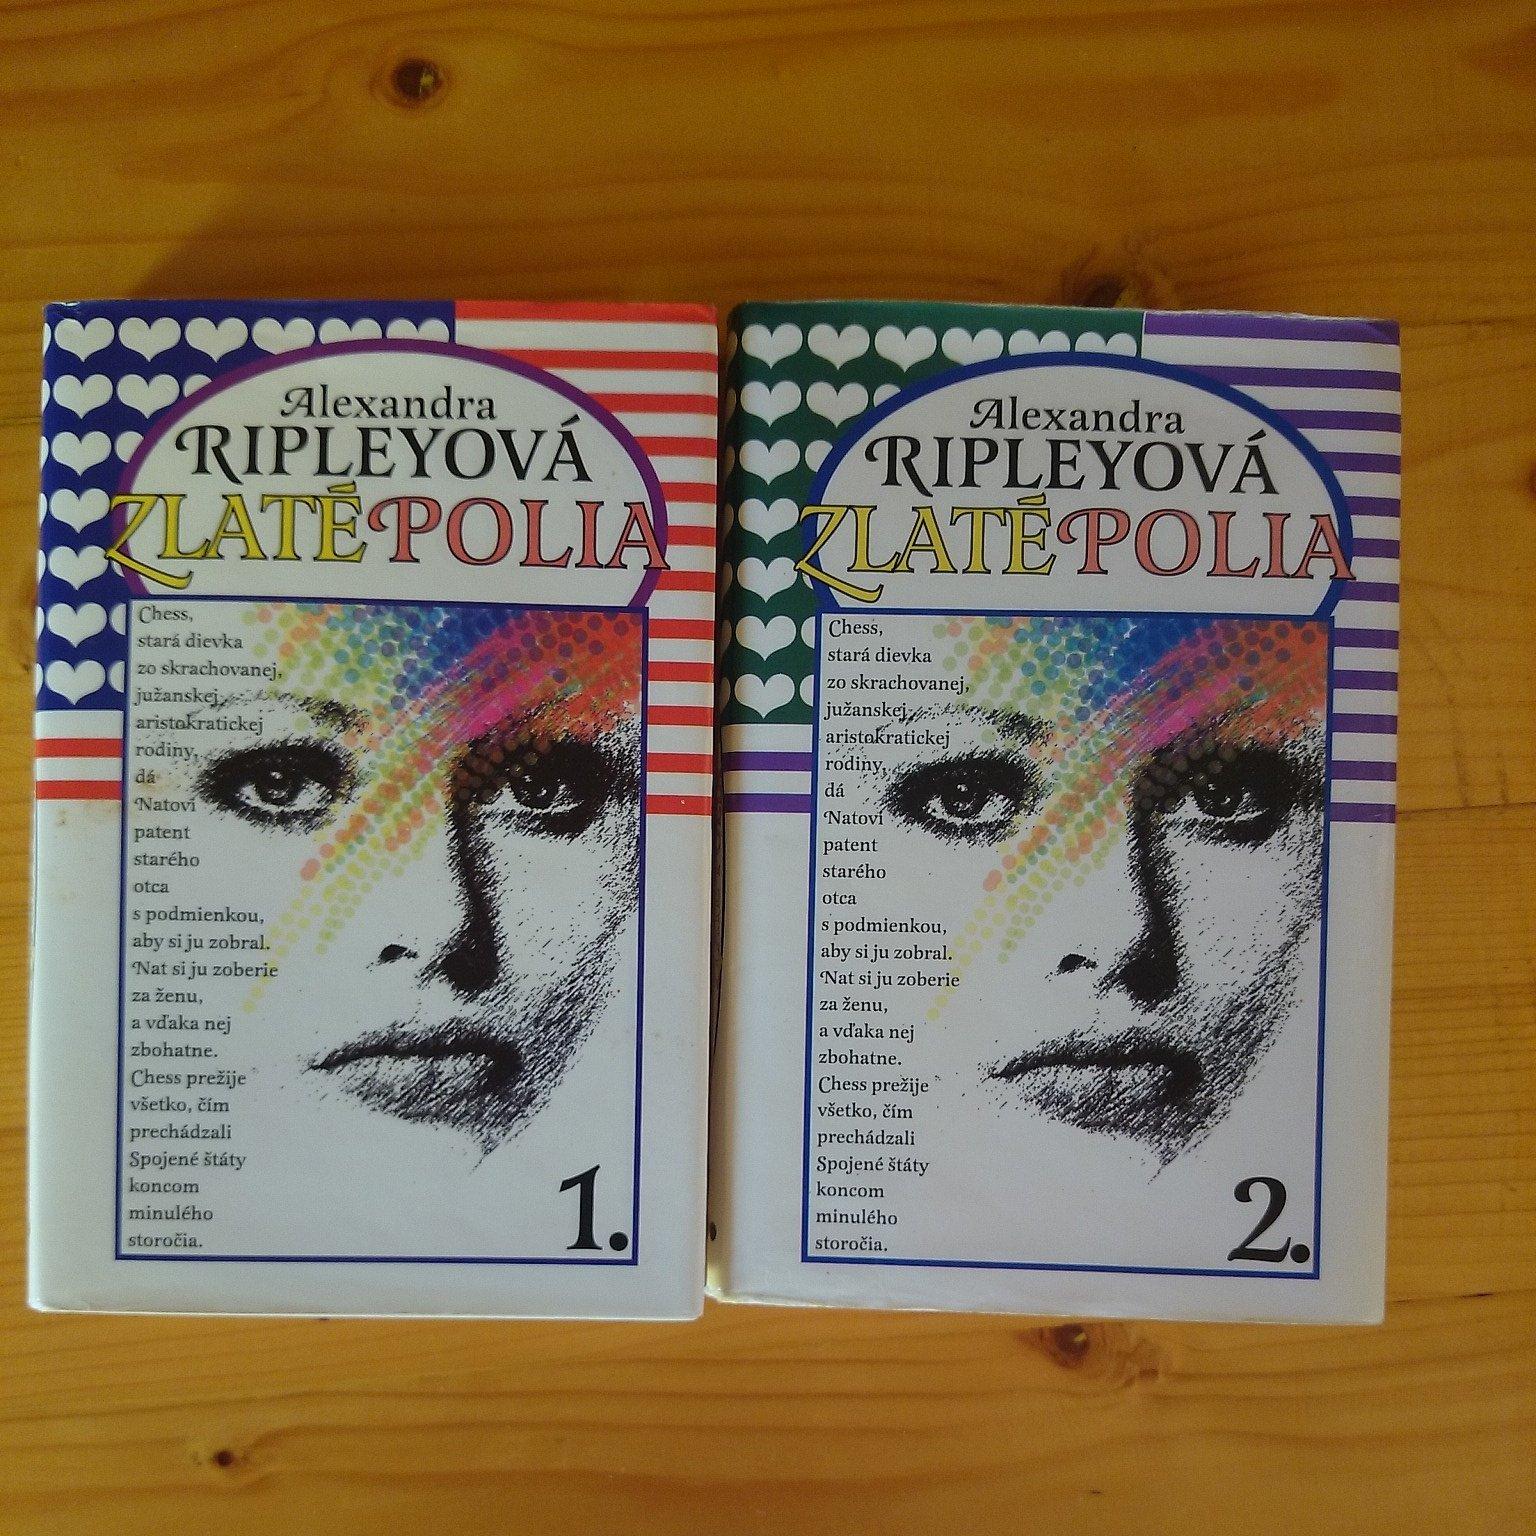 Alexandra
RIPLEYOVÁ
ZLATÉ POLIA
Chess,
stará dievka
zo skrachovanej,
južanskej
aristokratickej
rodiny,
dá
Natovi
patent
starého
otca
s podmienkou,
aby si ju zobral.
Nat si ju zoberie
za ženu,
a vďaka nej
zbohatne.
Chess prežije
všetko, čím
prechádzali
Spojené štáty
koncom
minulého
storočia.
1.
Alexandra
RIPLEYOVÁ
ZLATÉ POLIA
Chess,
stará dievka
zo skrachovanej,
južanskej
aristokratickej
rodiny,
dá
Natovi
patent
starého
otca
s podmienkou,
aby si ju zobral.
Nat si ju zoberie
za ženu,
a vďaka nej
zbohatne.
Chess prežije
všetko, čím
prechádzali
Spojené štáty
koncom
minulého
storočia.
2.